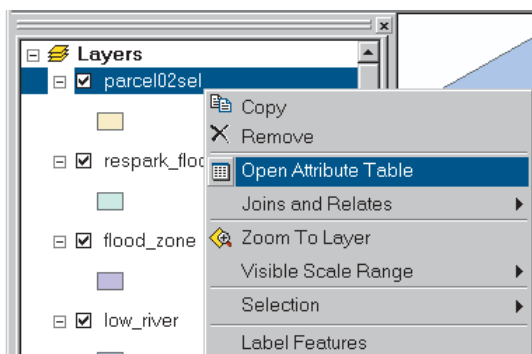 Layers
parcel02sel
Copy
Remove
respark_floo
Open Attribute Table
Joins and Relates
flood_zone
Zoom To Layer
Visible Scale Range
Selection
low_river
Label Features